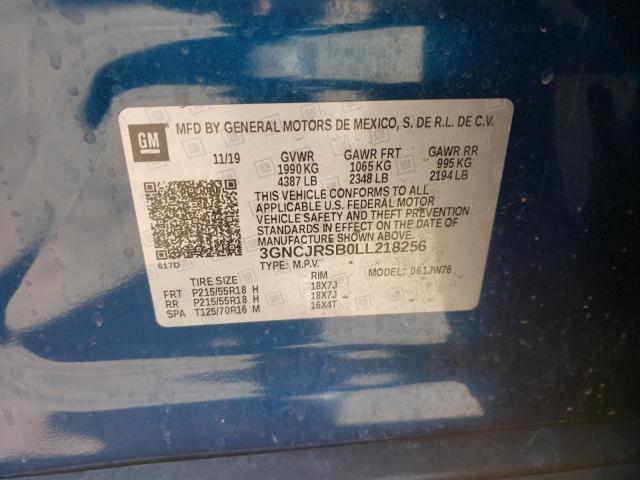 GM
MFD BY GENERAL MOTORS DE MEXICO, S. DE R.L. DE C.V.
11/19 GVWR GAWR FRT GAWR RR
1990 KG 1065 KG 995 KG
4387 LB 2348 LB 2194 LB
THIS VEHICLE CONFORMS TO ALL
APPLICABLE U.S. FEDERAL MOTOR
VEHICLE SAFETY AND THEFT PREVENTION
STANDARDS IN EFFECT ON THE DATE OF
MANUFACTURE SHOWN ABOVE.
3GNCJRSB0LL218256
617D TYPE: M.P.V. MODEL: 061JW76
TIRE SIZE RIM
FRT P215/55R18 H 18X7J
RR P215/55R18 H 18X7J
SPA T125/70R16 M 16X4T